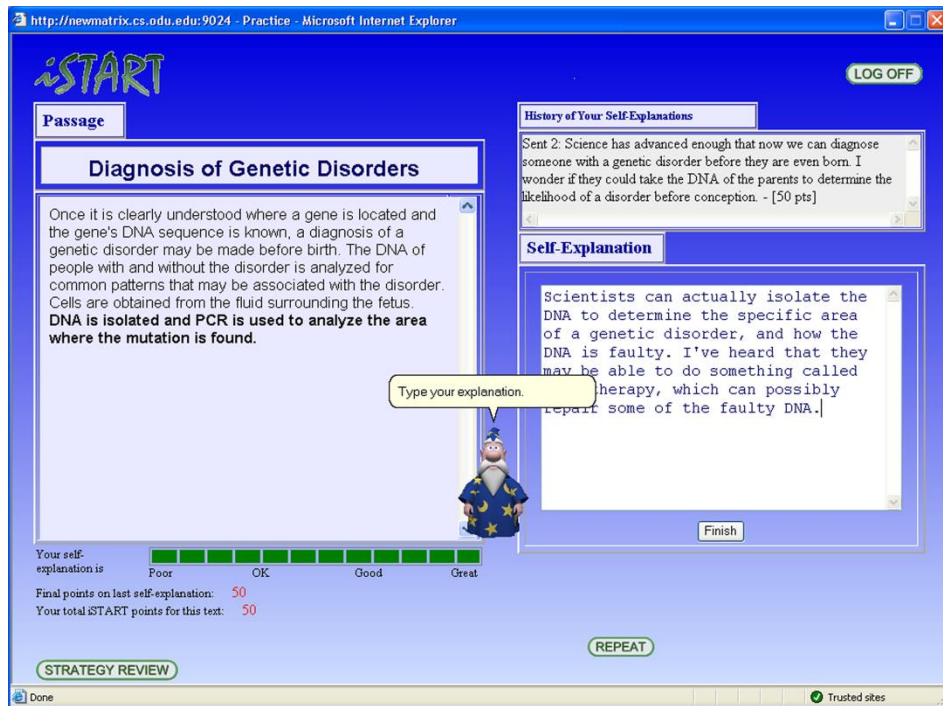 http://newmatrix.cs.odu.edu:9024 - Practice - Microsoft Internet Explorer
iSTART
LOG OFF
Passage
Diagnosis of Genetic Disorders
Once it is clearly understood where a gene is located and
the gene's DNA sequence is known, a diagnosis of a
genetic disorder may be made before birth. The DNA of
people with and without the disorder is analyzed for
common patterns that may be associated with the disorder.
Cells are obtained from the fluid surrounding the fetus.
DNA is isolated and PCR is used to analyze the area
where the mutation is found.
History of Your Self-Explanations
Sent 2: Science has advanced enough that now we can diagnose
someone with a genetic disorder before they are even born. I
wonder if they could take the DNA of the parents to determine the
likelihood of a disorder before conception. - [50 pts]
Self-Explanation
Scientists can actually isolate the
DNA to determine the specific area
of a genetic disorder, and how the
DNA is faulty. I've heard that they
may be able to do something called
therapy, which can possibly
repair some of the faulty DNA.
Type your explanation.
Finish
Your self-
explanation is
Poor OK Good Great
Final points on last self-explanation: 50
Your total iSTART points for this text: 50
REPEAT
STRATEGY REVIEW
Done
Trusted sites